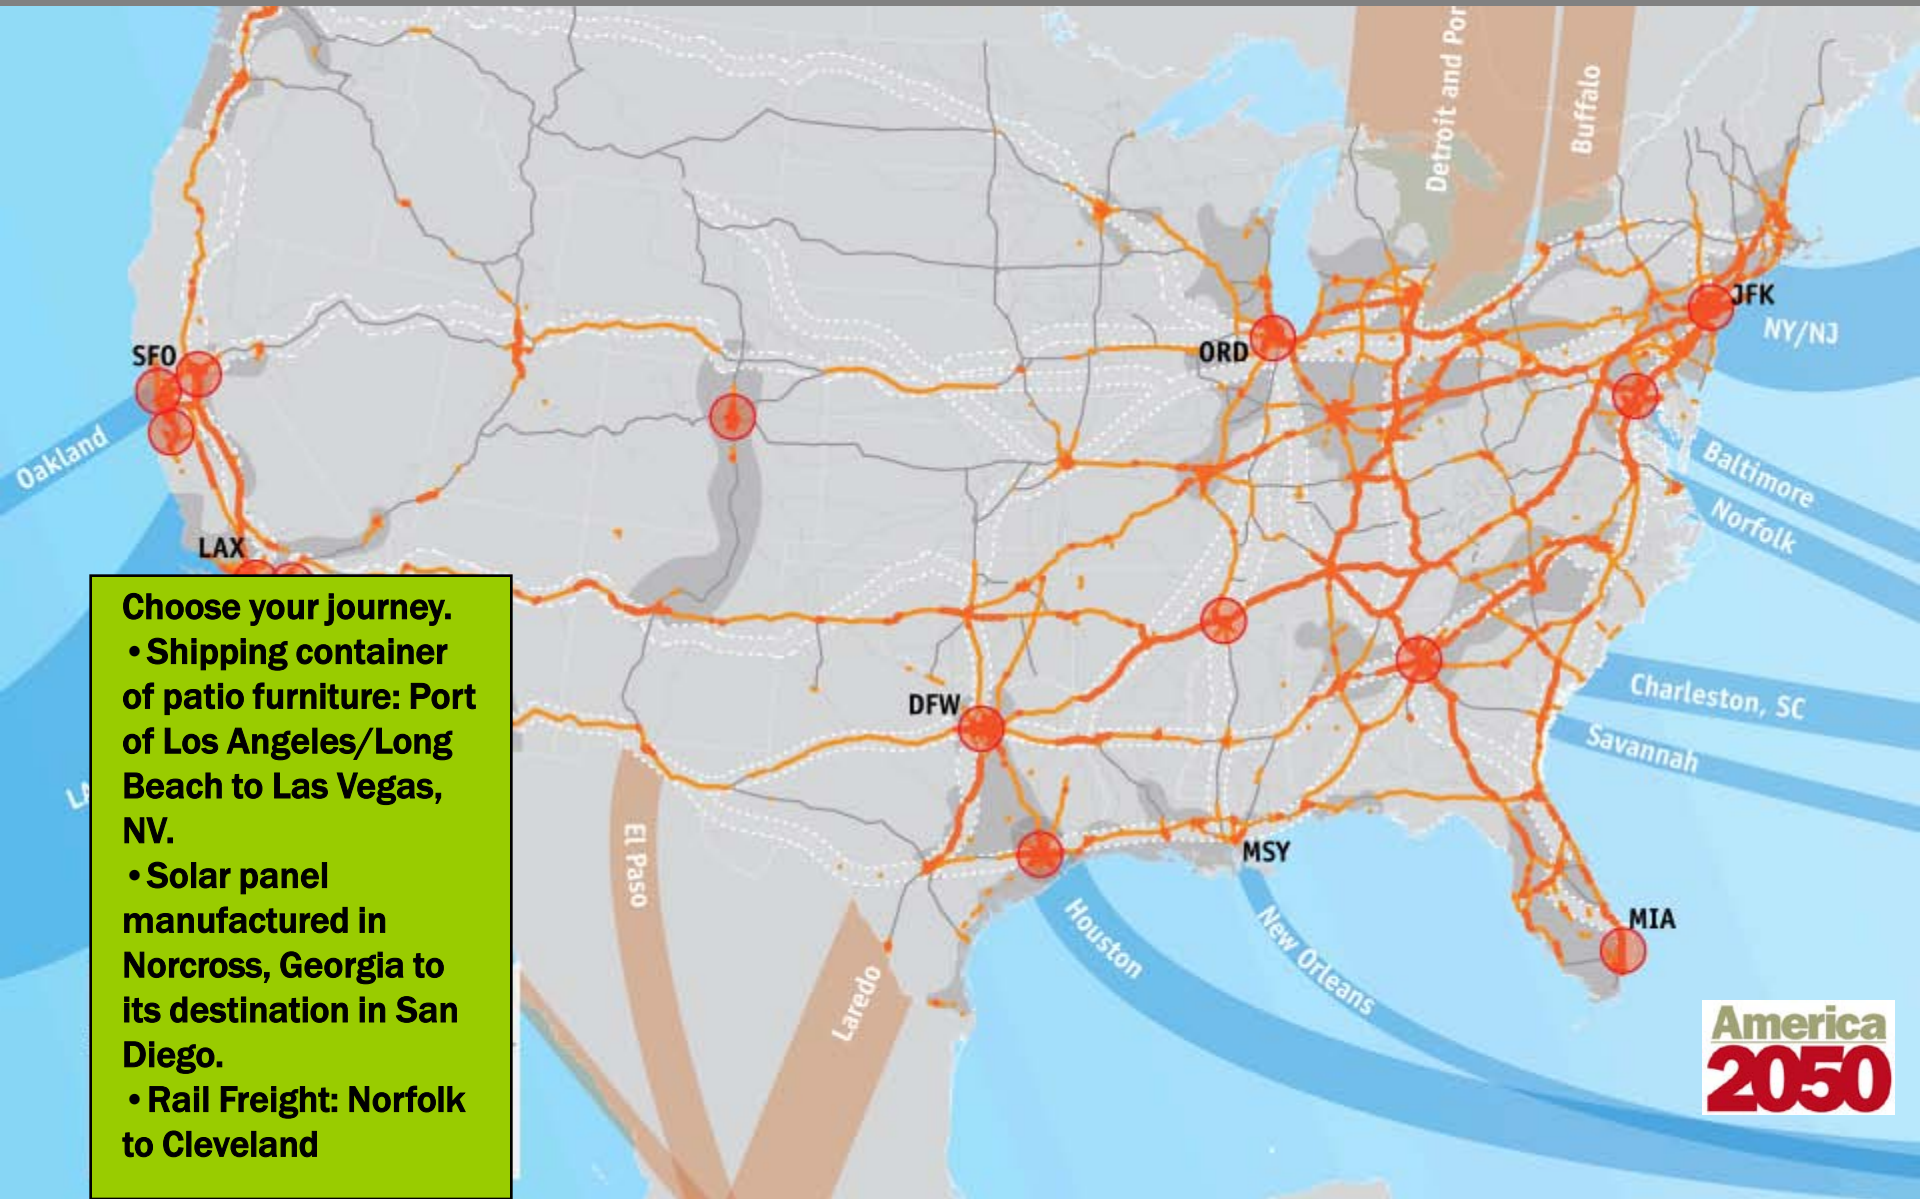 Detroit and Por
Buffalo
JFK
NY/NJ
SFO
ORD
Oakland
Baltimore
Norfolk
LAX
Choose your journey.
•Shipping container
of patio furniture: Port
of Los Angeles/Long
Beach to Las Vegas,
NV.
•Solar panel
manufactured in
Norcross, Georgia to
its destination in San
Diego.
•Rail Freight: Norfolk
to Cleveland
DFW
Charleston, SC
Savannah
El Paso
MSY
Houston
New Orleans
Laredo
MIA
America
2050